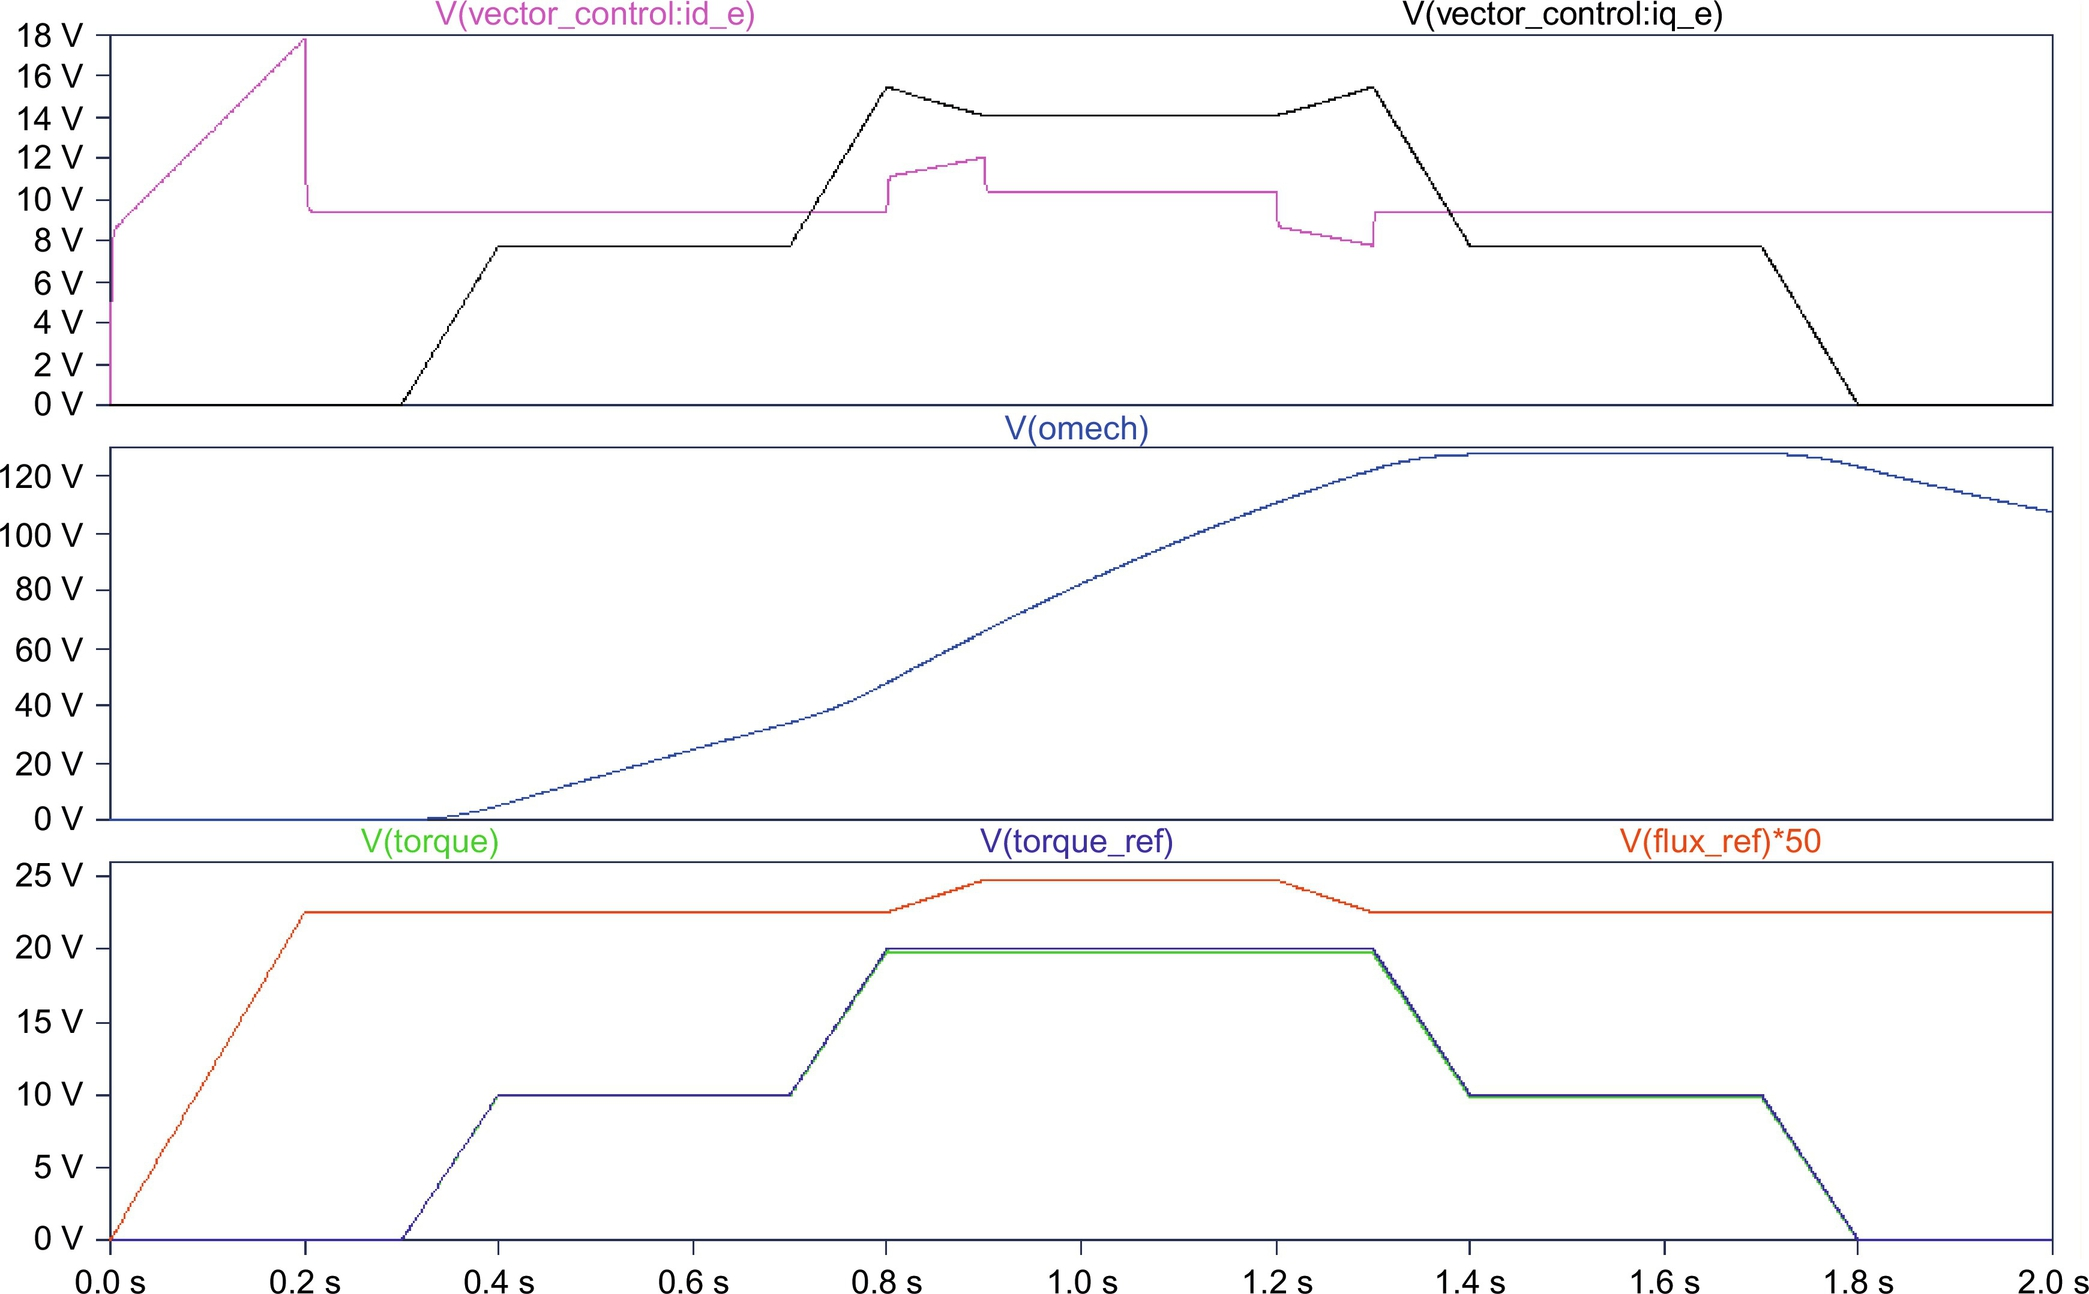 V(vector_control:id_e) V(vector_control:iq_e)
18 V
16 V
14 V
12 V
10 V
8 V
6 V
4 V
2 V
0 V
V(omech)
120 V
100 V
80 V
60 V
40 V
20 V
0 V
V(torque) V(torque_ref) V(flux_ref)*50
25 V
20 V
15 V
10 V
5 V
0 V
0.0 s 0.2 s 0.4 s 0.6 s 0.8 s 1.0 s 1.2 s 1.4 s 1.6 s 1.8 s 2.0 s